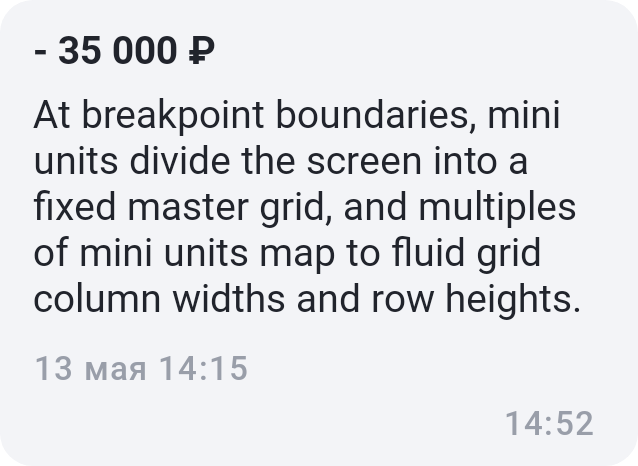 - 35 000 ₽
At breakpoint boundaries, mini
units divide the screen into a
fixed master grid, and multiples
of mini units map to fluid grid
column widths and row heights.
13 мая 14:15
14:52